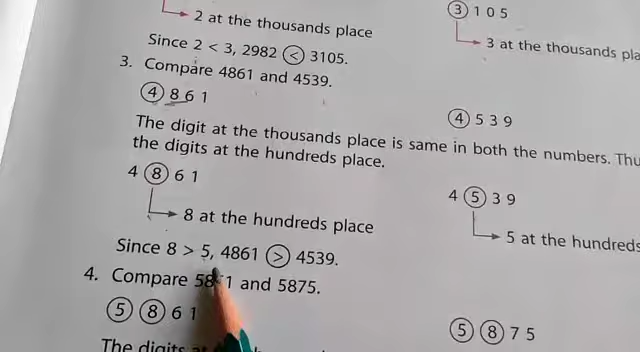 2 at the thousands place
3 1 0 5
3 at the thousands
Since 2 < 3, 2982 < 3105.
3. Compare 4861 and 4539.
4 8 6 1
4 5 3 9
The digit at the thousands place is same in both the numbers.
the digits at the hundreds place.
4 8 6 1
4 5 3 9
8 at the hundreds place
5 at the hundreds
Since 8 > 5, 4861 > 4539.
4. Compare and 5875.
5 8 6 1
5 8 7 5
The digits